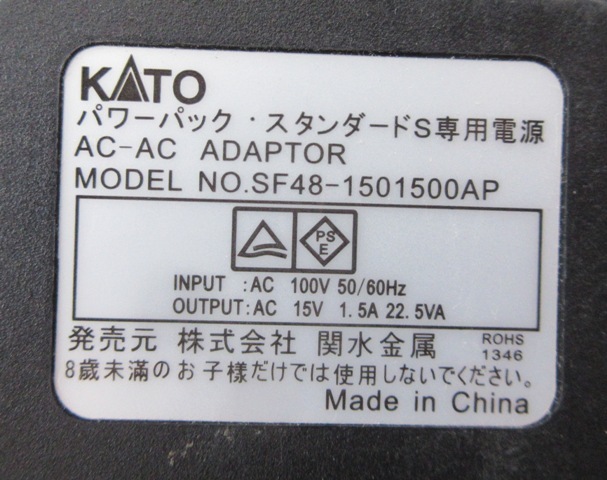 KATO
パワーパック・スタンダードS専用電源
AC-AC ADAPTOR
MODEL NO.SF48-1501500AP
PS
E
INPUT :AC 100V 50/60Hz
OUTPUT:AC 15V 1.5A 22.5VA
発売元 株式会社 関水金属
ROHS
1346
8歳未満のお子様だけでは使用しないでください。
Made in China